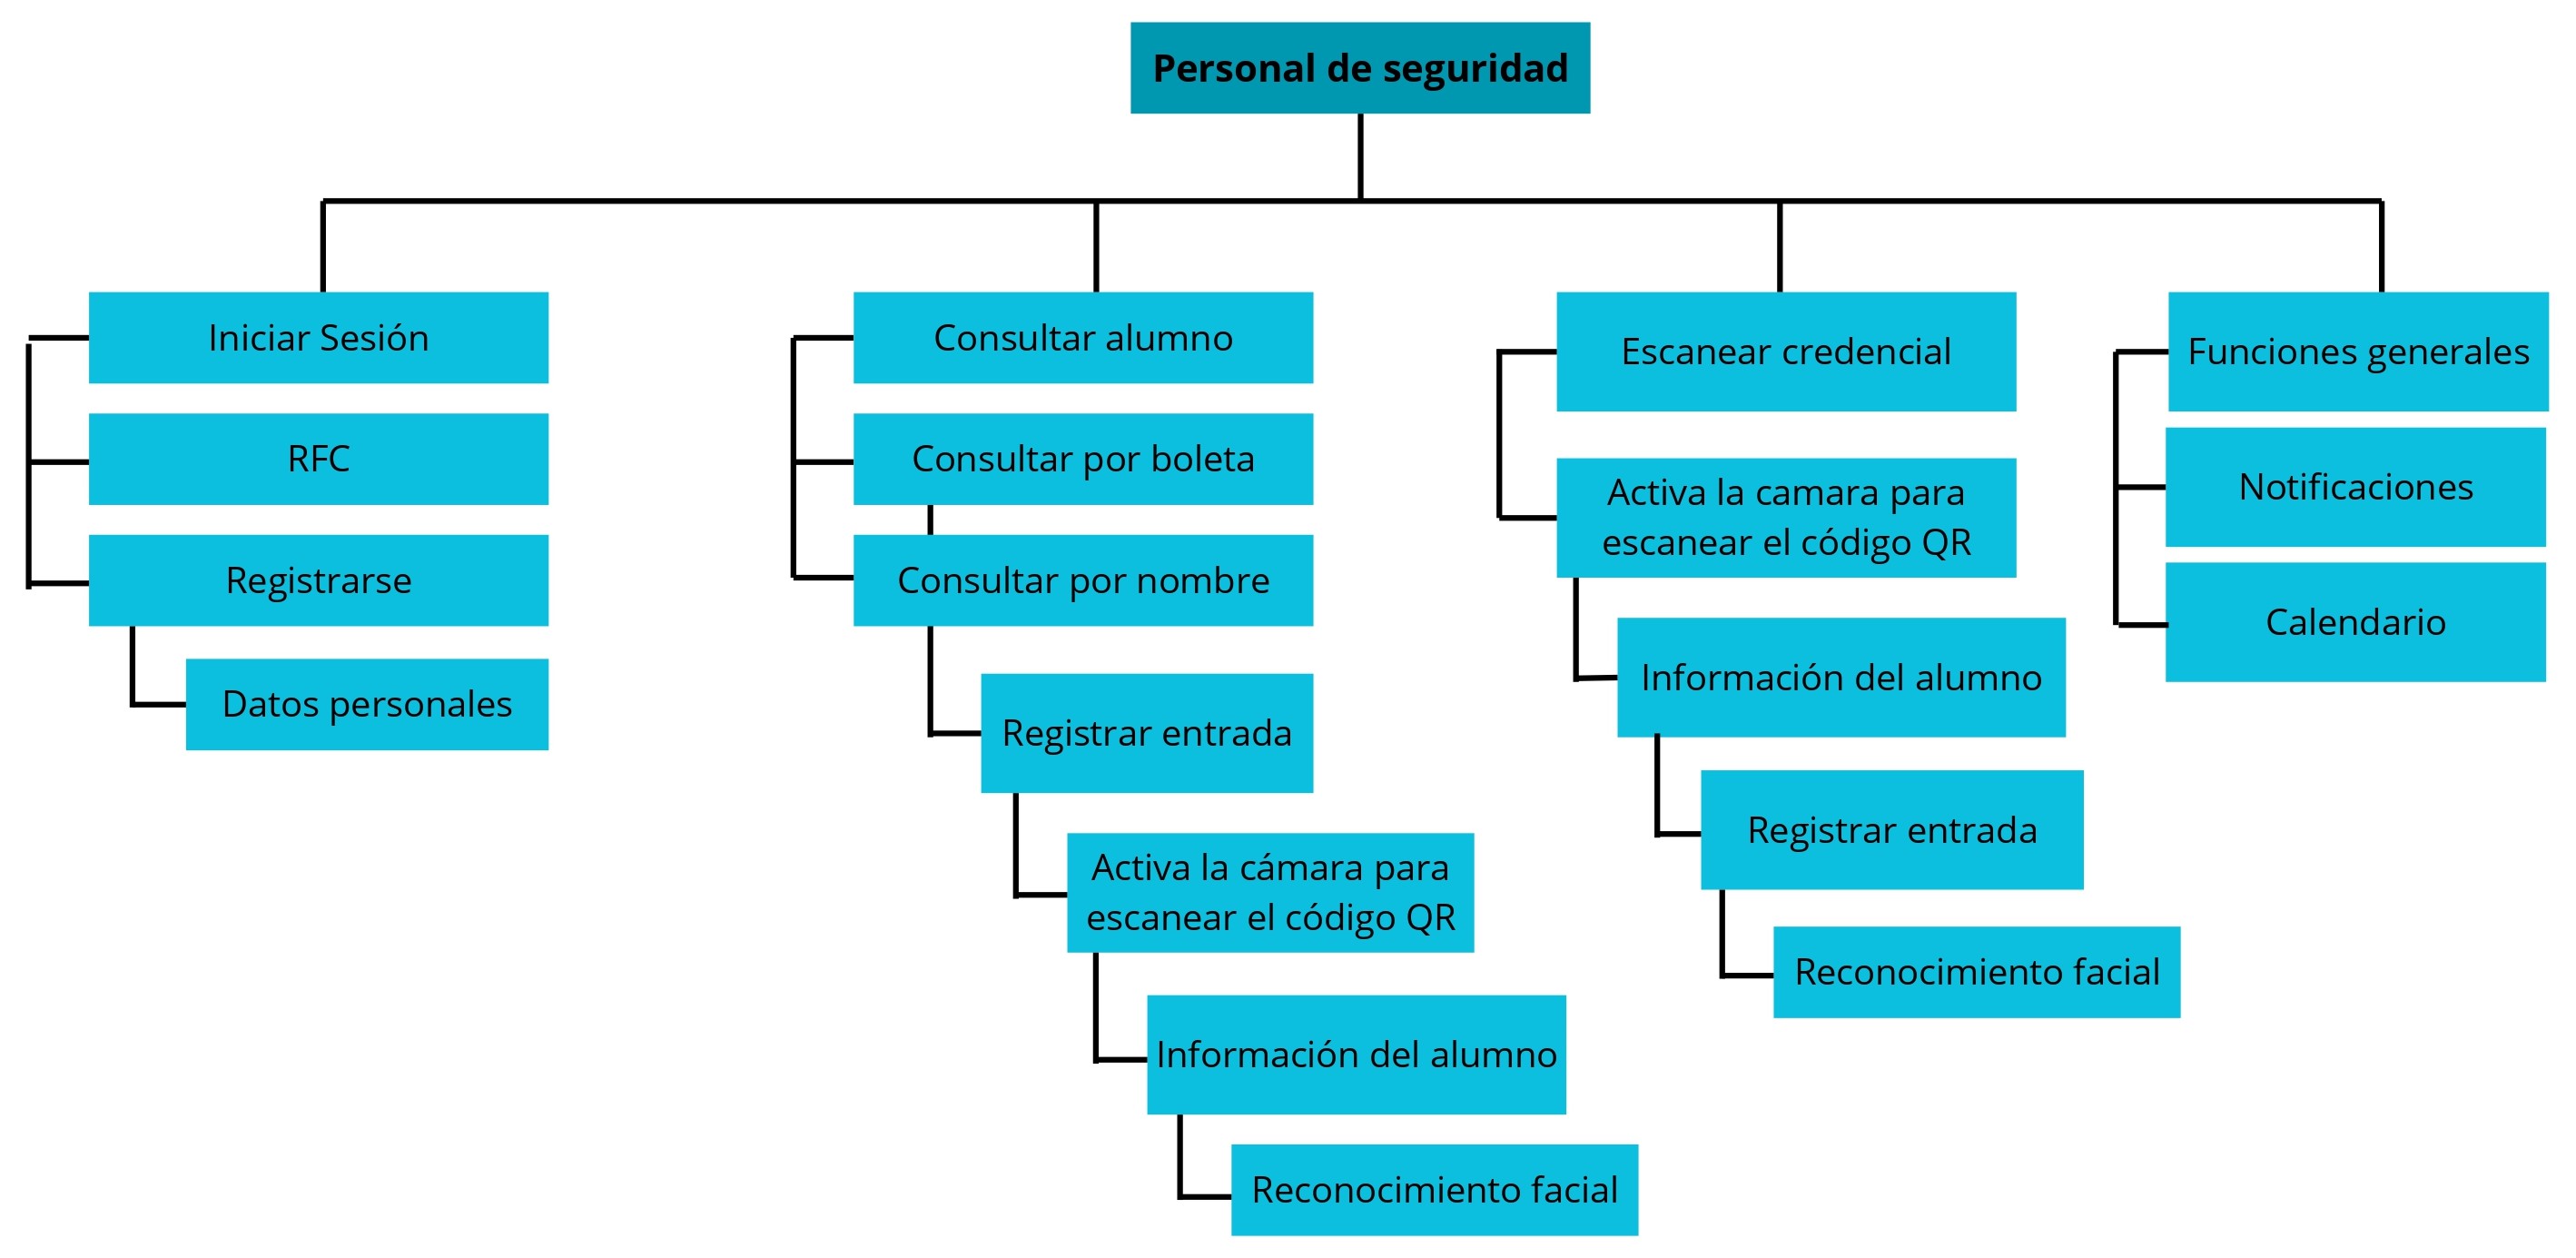 Personal de seguridad
Iniciar Sesión
RFC
Registrarse
Datos personales
Consultar alumno
Consultar por boleta
Consultar por nombre
Registrar entrada
Activa la cámara para
escanear el código QR
Información del alumno
Reconocimiento facial
Escanear credencial
Activa la camara para
escanear el código QR
Información del alumno
Registrar entrada
Reconocimiento facial
Funciones generales
Notificaciones
Calendario